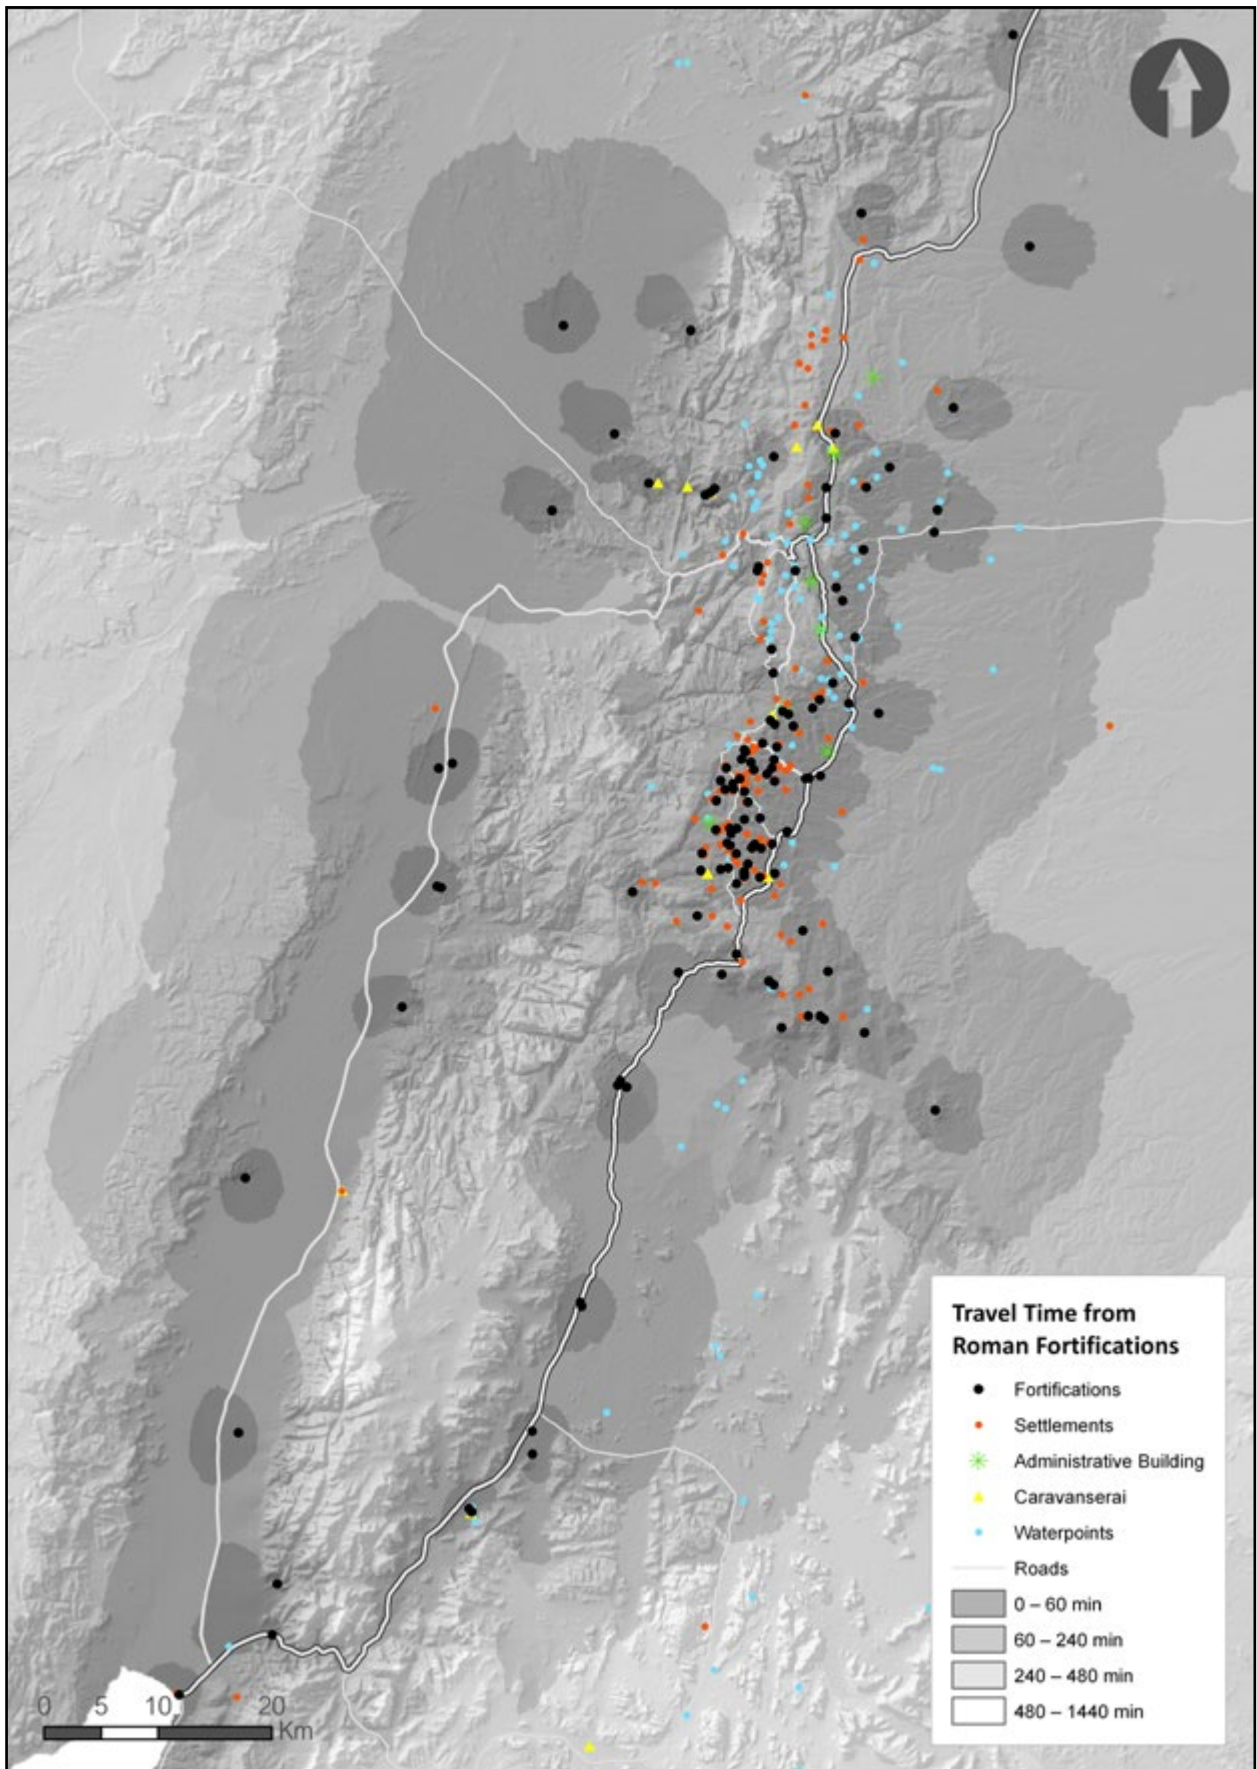 Travel Time from
Roman Fortifications
Fortifications
Settlements
Administrative Building
Caravanserai
Waterpoints
Roads
0 – 60 min
60 – 240 min
240 – 480 min
480 – 1440 min
0 5 10 20
Km